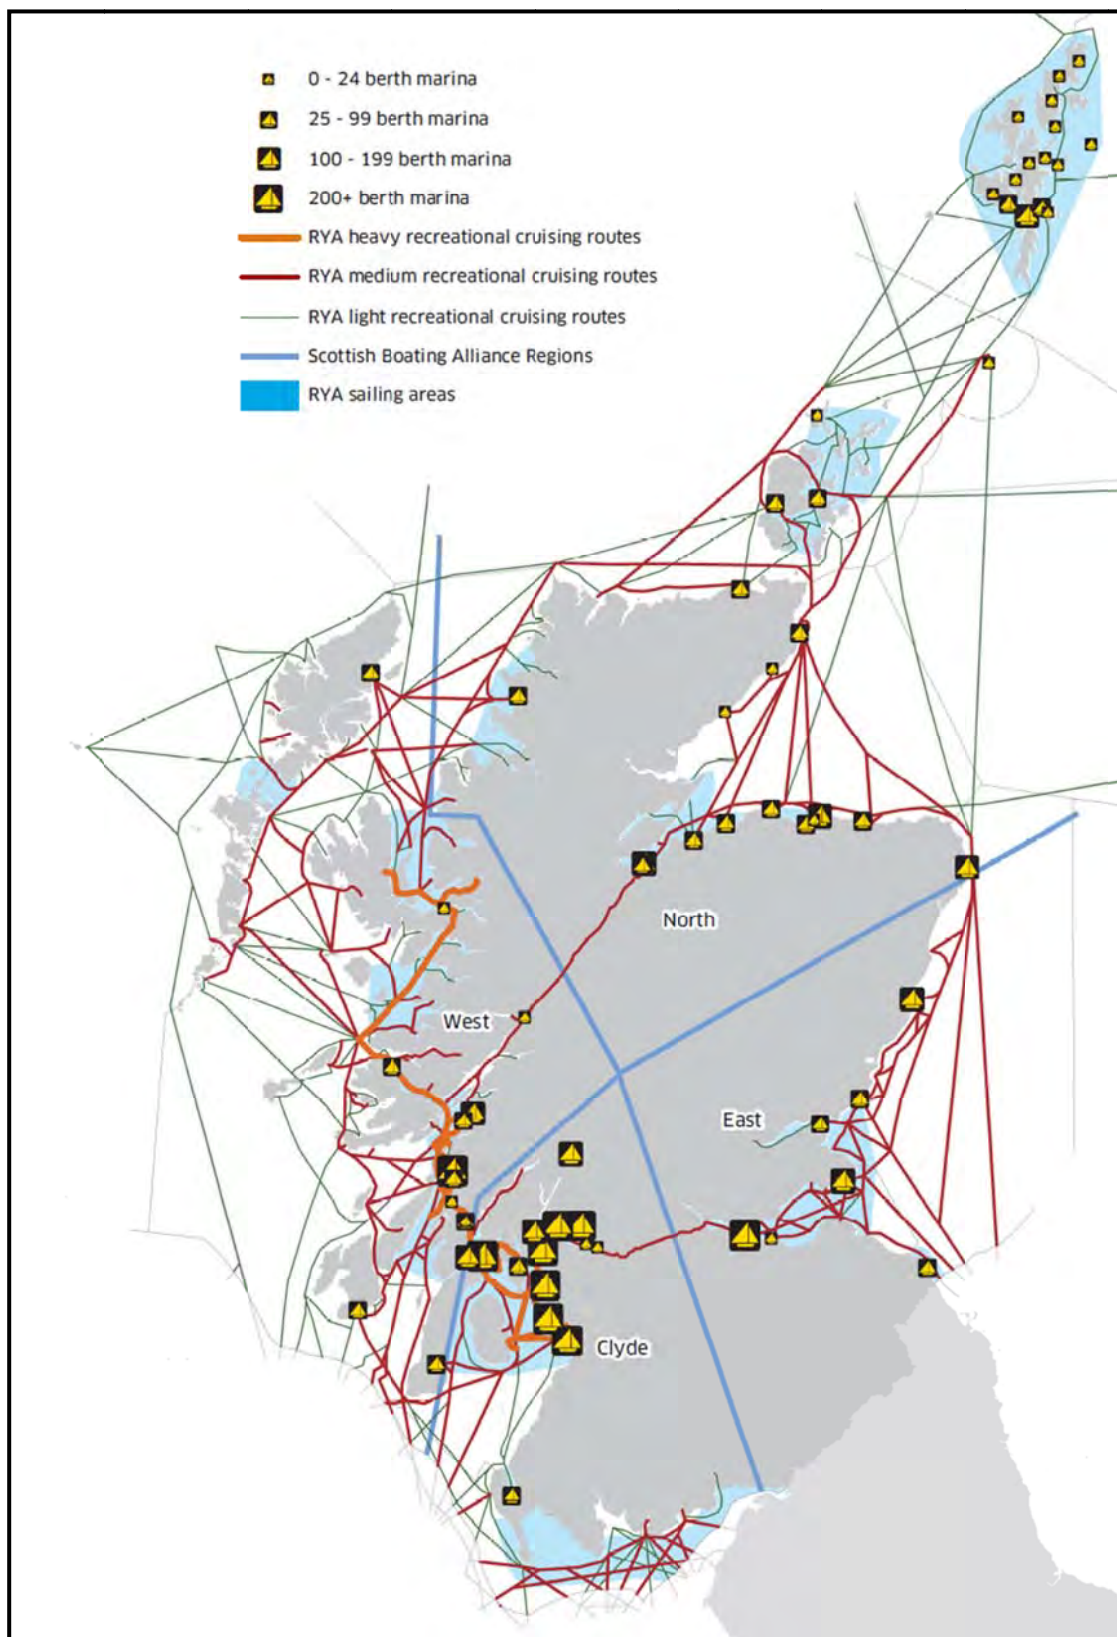 0 - 24 berth marina
25 - 99 berth marina
100 - 199 berth marina
200+ berth marina
RYA heavy recreational cruising routes
RYA medium recreational cruising routes
RYA light recreational cruising routes
Scottish Boating Alliance Regions
RYA sailing areas
North
West
East
Clyde